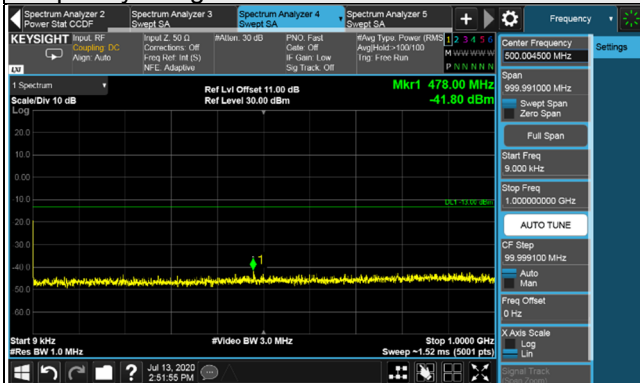 Spectrum Analyzer 2
Power Stat CCDF
Spectrum Analyzer 3
Swept SA
Spectrum Analyzer 4
Swept SA
Spectrum Analyzer 5
Swept SA
+
Frequency
KEYSIGHT
Input: RF
Coupling: DC
Align: Auto
Input Z: 50 Ω
Corrections: Off
Freq Ref: Int (S)
NFE: Adaptive
#Atten: 30 dB
PNO: Fast
Gate: Off
IF Gain: Low
Sig Track: Off
#Avg Type: Power (RMS)
Avg|Hold:>100/100
Trig: Free Run
1 2 3 4 5 6
M W W W W W
P N N N N N
LXI
1 Spectrum
Scale/Div 10 dB
Log
Ref Lvl Offset 11.00 dB
Ref Level 30.00 dBm
Mkr1 478.00 MHz
-41.80 dBm
20.0
10.0
0.00
-10.0
DL1 -13.00 dBm
-20.0
-30.0
-40.0
1
-50.0
-60.0
Start 9 kHz
#Res BW 1.0 MHz
#Video BW 3.0 MHz
Stop 1.0000 GHz
Sweep ~1.52 ms (5001 pts)
Jul 13, 2020
2:51:55 PM
Center Frequency
500.004500 MHz
Settings
Span
999.991000 MHz
Swept Span
Zero Span
Full Span
Start Freq
9.000 kHz
Stop Freq
1.000000000 GHz
AUTO TUNE
CF Step
99.999100 MHz
Auto
Man
Freq Offset
0 Hz
X Axis Scale
Log
Lin
Signal Track